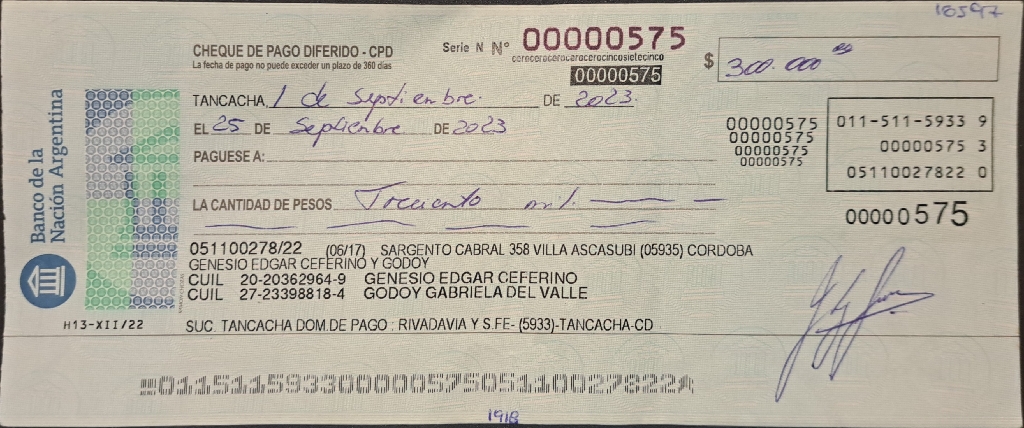 18597
CHEQUE DE PAGO DIFERIDO - CPD
La fecha de pago no puede exceder un plazo de 360 días
Serie N Nº 00000575
cerocerocerocerocerocincosietecinco
00000575
$ 300.000 00
TANCACHA, 1 de Septiembre. DE 2023.
EL 25 DE Septiembre DE 2023
PAGUESE A:
LA CANTIDAD DE PESOS Treciento mil.
00000575
00000575
00000575
00000575
011-511-5933 9
00000575 3
05110027822 0
00000575
051100278/22 (06/17) SARGENTO CABRAL 358 VILLA ASCASUBI (05935) CORDOBA
GENESIO EDGAR CEFERINO Y GODOY
CUIL 20-20362964-9 GENESIO EDGAR CEFERINO
CUIL 27-23398818-4 GODOY GABRIELA DEL VALLE
SUC. TANCACHA DOM.DE PAGO : RIVADAVIA Y S.FE- (5933)-TANCACHA-CD
Banco de la
Nación Argentina
H13-XII/22
01151159330000057505110027822
1918